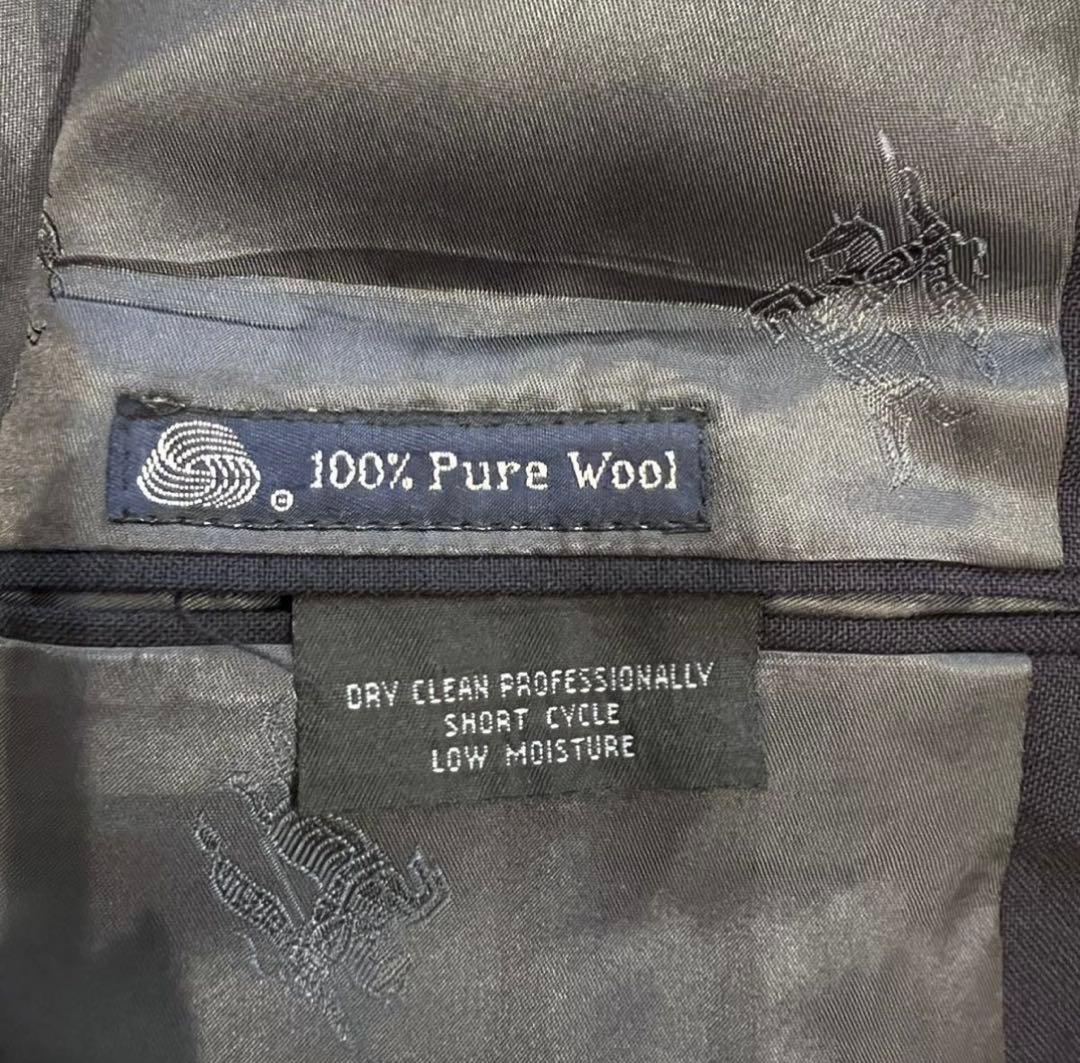 100% Pure Wool
DRY CLEAN PROFESSIONALLY
SHORT CYCLE
LOW MOISTURE